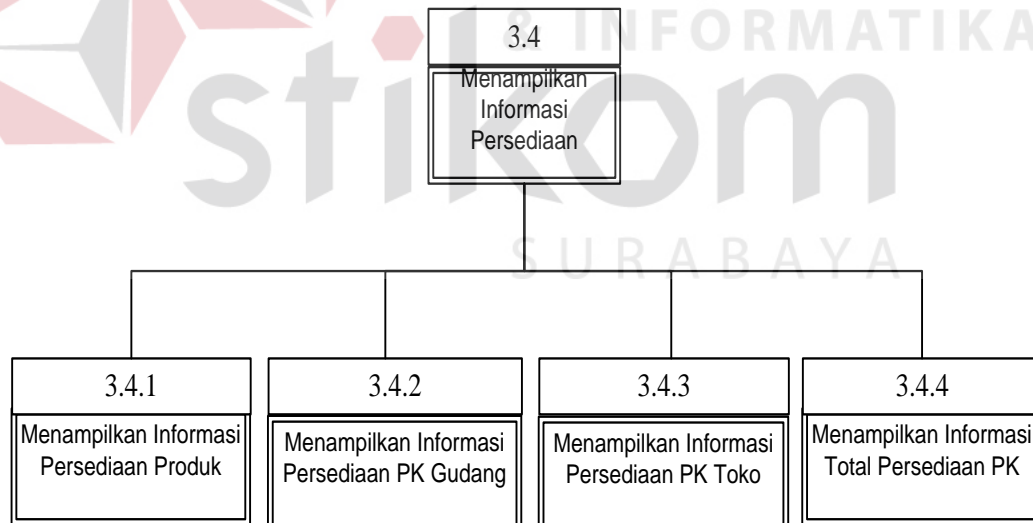 & INFORMATIKA
stikom
SURABAYA
3.4
Menampilkan
Informasi
Persediaan
3.4.1
Menampilkan Informasi
Persediaan Produk
3.4.2
Menampilkan Informasi
Persediaan PK Gudang
3.4.3
Menampilkan Informasi
Persediaan PK Toko
3.4.4
Menampilkan Informasi
Total Persediaan PK